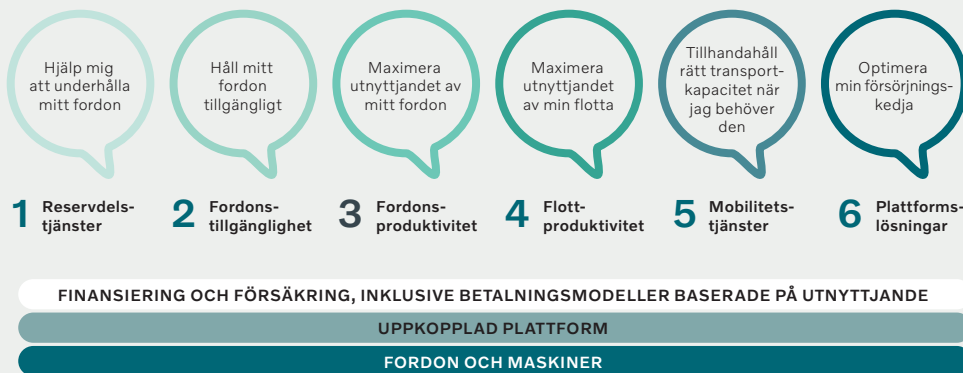 Hjälp mig
att underhålla
mitt fordon
Håll mitt
fordon
tillgängligt
Maximera
utnyttjandet av
mitt fordon
Maximera
utnyttjandet
av min flotta
Tillhandahåll
rätt transport-
kapacitet när
jag behöver
den
Optimera
min försörjnings-
kedja
1 Reservdels-
tjänster
2 Fordons-
tillgänglighet
3 Fordons-
produktivitet
4 Flott-
produktivitet
5 Mobilitets-
tjänster
6 Plattforms-
lösningar
FINANSIERING OCH FÖRSÄKRING, INKLUSIVE BETALNINGSMODELLER BASERADE PÅ UTNYTTJANDE
UPPKOPPLAD PLATTFORM
FORDON OCH MASKINER